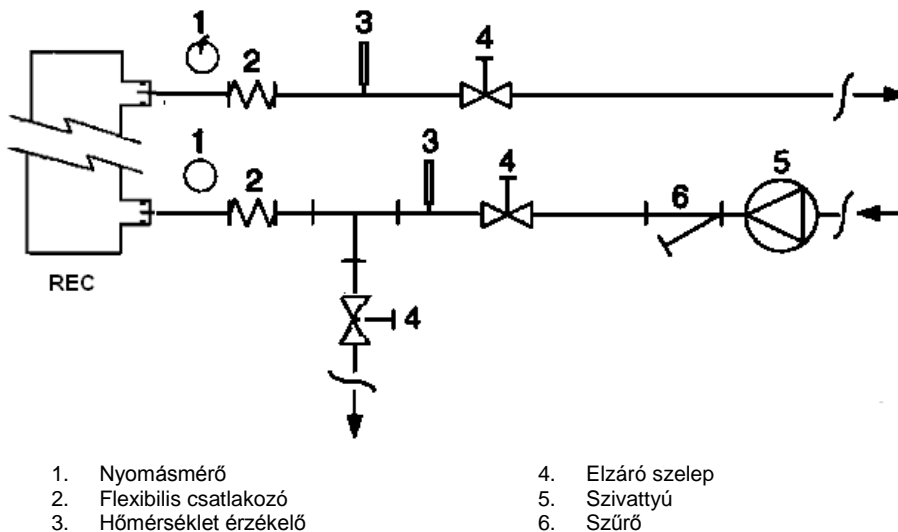 1
2
3
4
1
2
3
4
6
5
REC
4
1. Nyomásmérő
2. Flexibilis csatlakozó
3. Hőmérséklet érzékelő
4. Elzáró szelep
5. Szivattyú
6. Szűrő